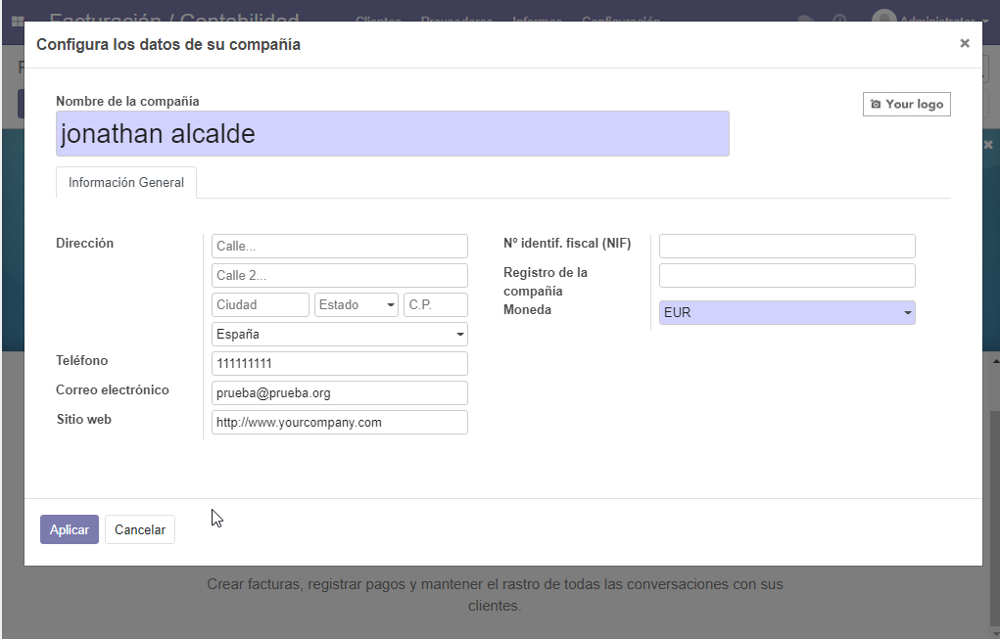 Facturación / Contabilidad Clientes Proveedores Informes Configuración Administrator
Configura los datos de su compañía
×
Nombre de la compañía
Your logo
jonathan alcalde
Información General
Dirección
Calle...
Nº identif. fiscal (NIF)
Calle 2...
Registro de la
compañía
Ciudad
Estado
C.P.
Moneda
EUR
España
Teléfono
111111111
Correo electrónico
prueba@prueba.org
Sitio web
http://www.yourcompany.com
Aplicar
Cancelar
Crear facturas, registrar pagos y mantener el rastro de todas las conversaciones con sus
clientes.